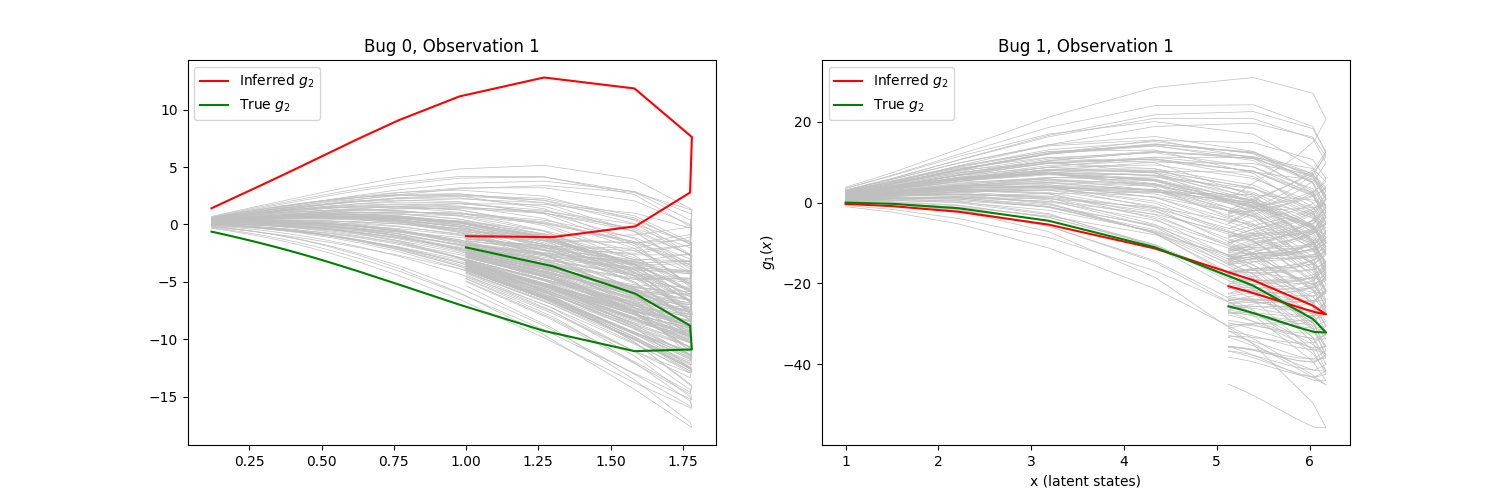 Bug 0, Observation 1
Inferred g₂
True g₂
10
5
0
−5
−10
−15
0.25 0.50 0.75 1.00 1.25 1.50 1.75
Bug 1, Observation 1
Inferred g₂
True g₂
g₁(x)
20
0
−20
−40
1 2 3 4 5 6
x (latent states)